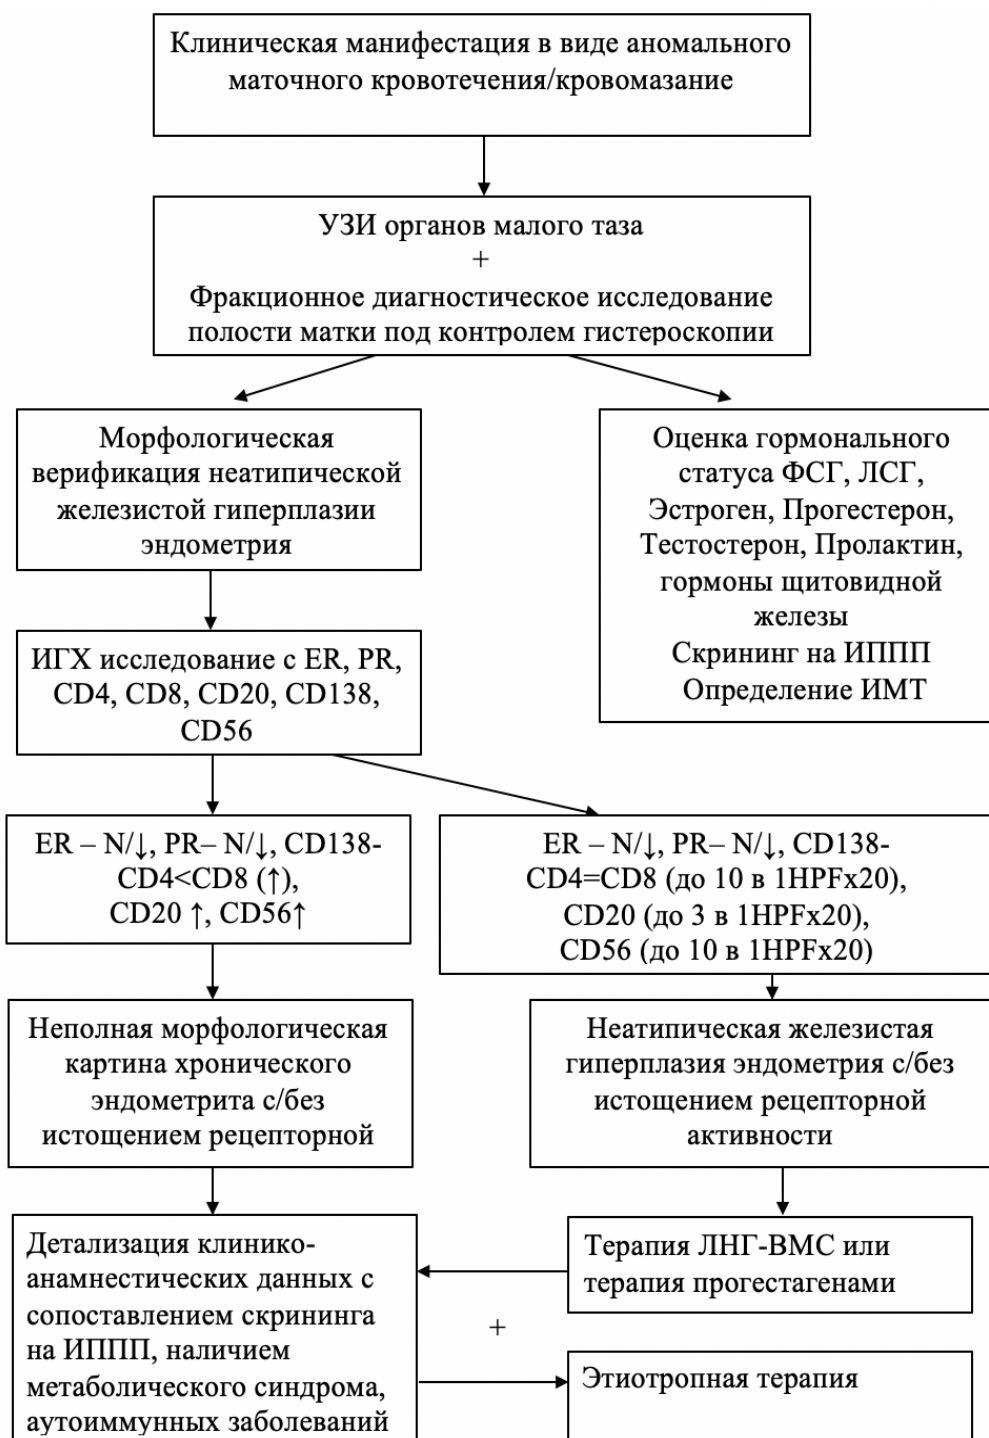 Клиническая манифестация в виде аномального
маточного кровотечения/кровомазание
УЗИ органов малого таза
+
Фракционное диагностическое исследование
полости матки под контролем гистероскопии
Морфологическая
верификация неатипической
железистой гиперплазии
эндометрия
Оценка гормонального
статуса ФСГ, ЛСГ,
Эстроген, Прогестерон,
Тестостерон, Пролактин,
гормоны щитовидной
железы
Скрининг на ИППП
Определение ИМТ
ИГХ исследование с ER, PR,
CD4, CD8, CD20, CD138,
CD56
ER – N/↓, PR– N/↓, CD138-
CD4<CD8 (↑),
CD20 ↑, CD56↑
ER – N/↓, PR– N/↓, CD138-
CD4=CD8 (до 10 в 1HPFx20),
CD20 (до 3 в 1HPFx20),
CD56 (до 10 в 1HPFx20)
Неполная морфологическая
картина хронического
эндометрита с/без
истощением рецепторной
Неатипическая железистая
гиперплазия эндометрия с/без
истощением рецепторной
активности
Детализация клинико-
анамнестических данных с
сопоставлением скрининга
на ИППП, наличием
метаболического синдрома,
аутоиммунных заболеваний
Терапия ЛНГ-ВМС или
терапия прогестагенами
+
Этиотропная терапия